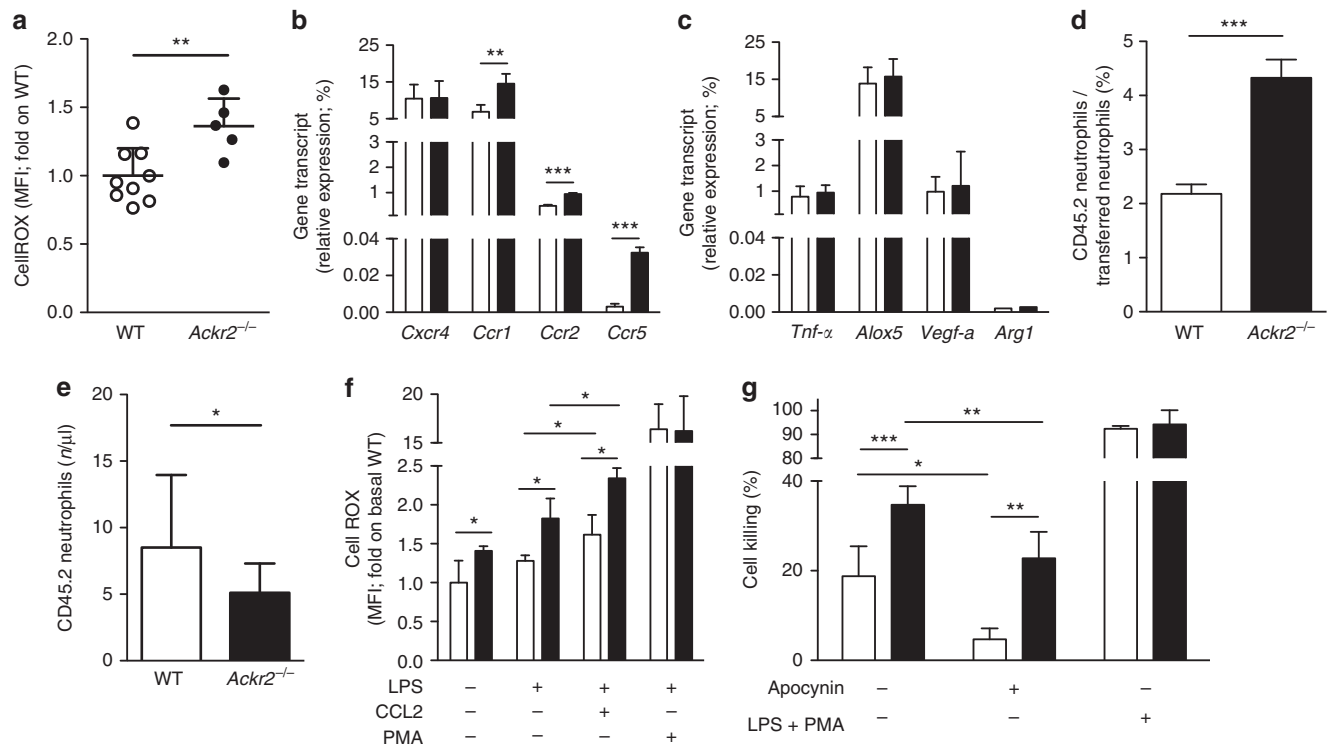 a
CellROX (MFI; fold on WT)
2.0
1.5
1.0
0.5
0.0
**
WT
Ackr2–/–
b
Gene transcript
(relative expression; %)
25
15
5
3
2
1
0.04
0.02
0.00
**
***
***
Cxcr4 Ccr1 Ccr2 Ccr5
c
Gene transcript
(relative expression; %)
25
15
5
3
2
1
0.04
0.02
0.00
Tnf-α Alox5 Vegf-a Arg1
d
CD45.2 neutrophils /
transferred neutrophils (%)
5
4
3
2
1
0
***
WT
Ackr2–/–
e
CD45.2 neutrophils (n/μl)
20
15
10
5
0
*
WT
Ackr2–/–
f
Cell ROX
(MFI; fold on basal WT)
20
15
2.5
2.0
1.5
1.0
0.5
0.0
*
*
*
*
*
LPS – + + +
CCL2 – – + –
PMA – – – +
g
Cell killing (%)
100
90
80
40
20
0
**
***
*
**
Apocynin – + –
LPS + PMA – – +